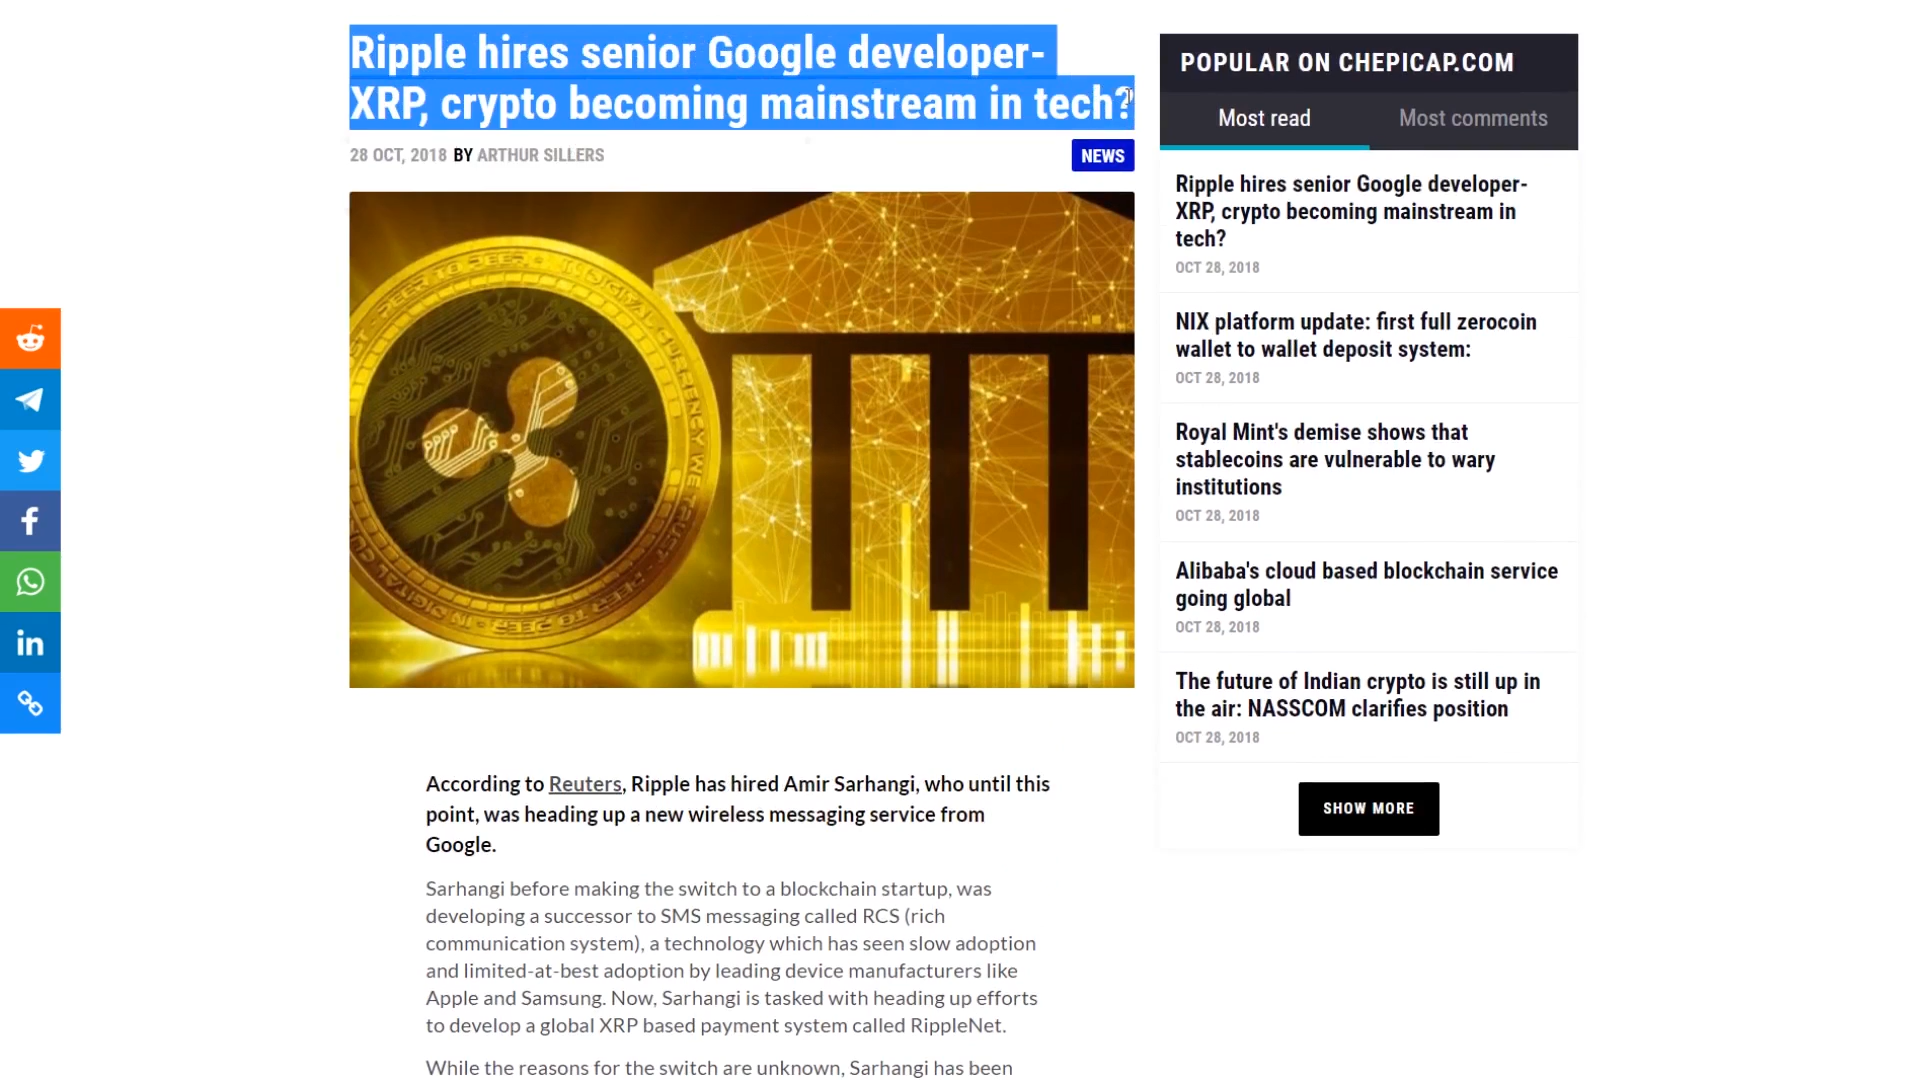 Ripple hires senior Google developer-
XRP, crypto becoming mainstream in tech?
28 OCT, 2018 BY ARTHUR SILLERS
NEWS
According to Reuters, Ripple has hired Amir Sarhangi, who until this
point, was heading up a new wireless messaging service from
Google.
Sarhangi before making the switch to a blockchain startup, was
developing a successor to SMS messaging called RCS (rich
communication system), a technology which has seen slow adoption
and limited-at-best adoption by leading device manufacturers like
Apple and Samsung. Now, Sarhangi is tasked with heading up efforts
to develop a global XRP based payment system called RippleNet.
While the reasons for the switch are unknown, Sarhangi has been
POPULAR ON CHEPICAP.COM
Most read
Most comments
Ripple hires senior Google developer-
XRP, crypto becoming mainstream in
tech?
OCT 28, 2018
NIX platform update: first full zerocoin
wallet to wallet deposit system:
OCT 28, 2018
Royal Mint's demise shows that
stablecoins are vulnerable to wary
institutions
OCT 28, 2018
Alibaba's cloud based blockchain service
going global
OCT 28, 2018
The future of Indian crypto is still up in
the air: NASSCOM clarifies position
OCT 28, 2018
SHOW MORE